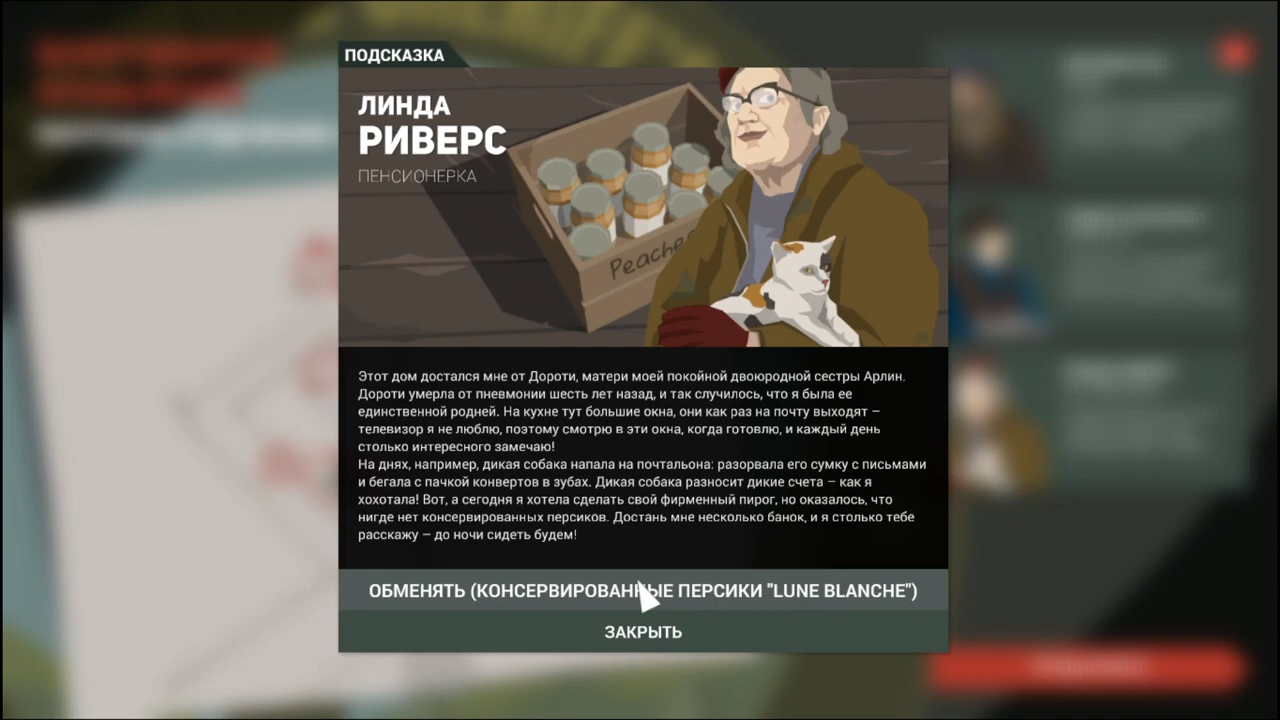 ПОДСКАЗКА
ЛИНДА
РИВЕРС
ПЕНСИОНЕРКА
Peaches
Этот дом достался мне от Дороти, матери моей покойной двоюродной сестры Арлин.
Дороти умерла от пневмонии шесть лет назад, и так случилось, что я была ее
единственной родней. На кухне тут большие окна, они как раз на почту выходят –
телевизор я не люблю, поэтому смотрю в эти окна, когда готовлю, и каждый день
столько интересного замечаю!
На днях, например, дикая собака напала на почтальона: разорвала его сумку с письмами
и бегала с пачкой конвертов в зубах. Дикая собака разносит дикие счета – как я
хохотала! Вот, а сегодня я хотела сделать свой фирменный пирог, но оказалось, что
нигде нет консервированных персиков. Достань мне несколько банок, и я столько тебе
расскажу – до ночи сидеть будем!
ОБМЕНЯТЬ (КОНСЕРВИРОВАННЫЕ ПЕРСИКИ "LUNE BLANCHE")
ЗАКРЫТЬ